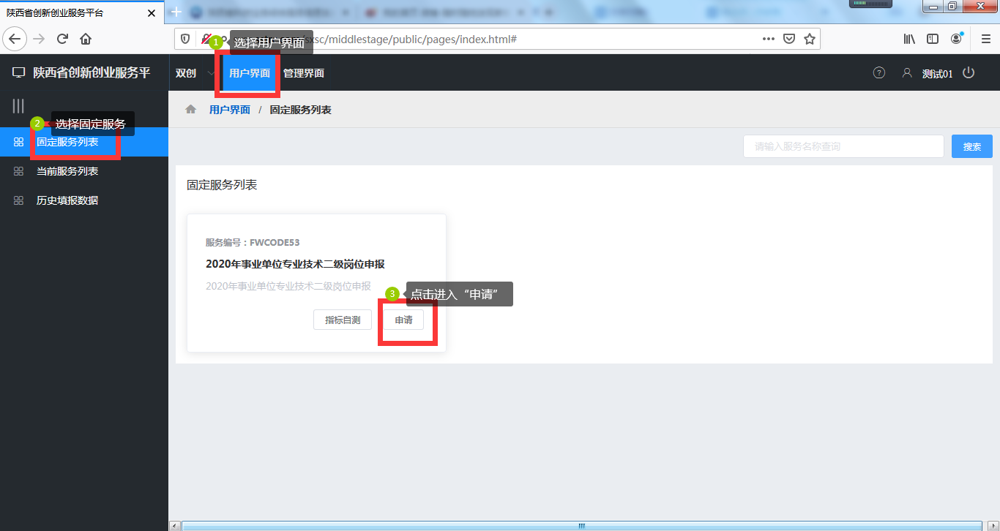 陕西省创新创业服务平台
选择用户界面
1
sxsc/middlestage/public/pages/index.html#
陕西省创新创业服务平
双创
用户界面
管理界面
测试01
2
选择固定服务
用户界面 / 固定服务列表
固定服务列表
当前服务列表
历史填报数据
请输入服务名称查询
搜索
固定服务列表
服务编号：FWCODE53
2020年事业单位专业技术二级岗位申报
2020年事业单位专业技术二级岗位申报
3
点击进入“申请”
指标自测
申请